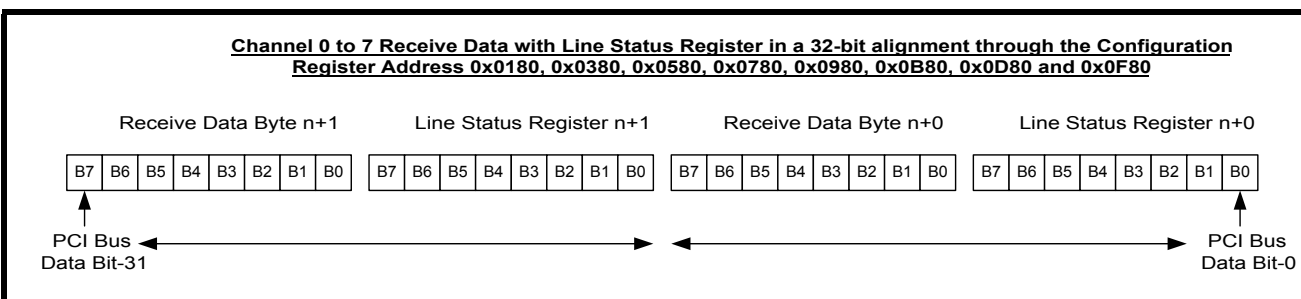 Channel 0 to 7 Receive Data with Line Status Register in a 32-bit alignment through the Configuration
Register Address 0x0180, 0x0380, 0x0580, 0x0780, 0x0980, 0x0B80, 0x0D80 and 0x0F80
Receive Data Byte n+1 Line Status Register n+1 Receive Data Byte n+0 Line Status Register n+0
B7 B6 B5 B4 B3 B2 B1 B0 B7 B6 B5 B4 B3 B2 B1 B0 B7 B6 B5 B4 B3 B2 B1 B0 B7 B6 B5 B4 B3 B2 B1 B0
PCI Bus PCI Bus
Data Bit-31 Data Bit-0